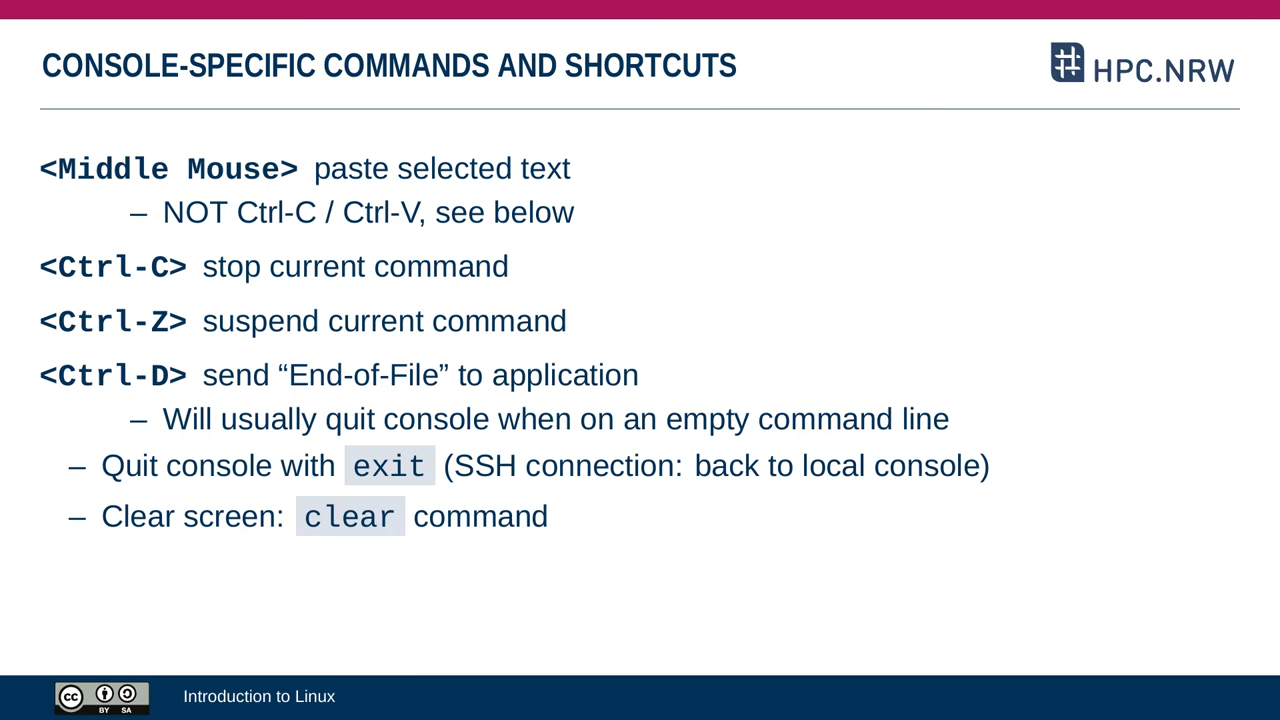 CONSOLE-SPECIFIC COMMANDS AND SHORTCUTS
HPC.NRW
<Middle Mouse> paste selected text
– NOT Ctrl-C / Ctrl-V, see below
<Ctrl-C> stop current command
<Ctrl-Z> suspend current command
<Ctrl-D> send “End-of-File” to application
– Will usually quit console when on an empty command line
– Quit console with exit (SSH connection: back to local console)
– Clear screen: clear command
cc BY SA
Introduction to Linux